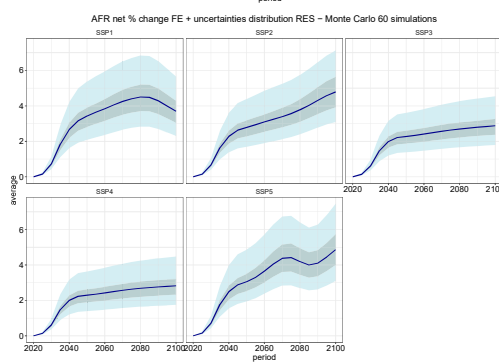 period
AFR net % change FE + uncertainties distribution RES − Monte Carlo 60 simulations
SSP1 SSP2 SSP3
6
4
2
0
2020 2040 2060 2080 2100
SSP4 SSP5
average
6
4
2
0
2020 2040 2060 2080 2100 2020 2040 2060 2080 2100
period